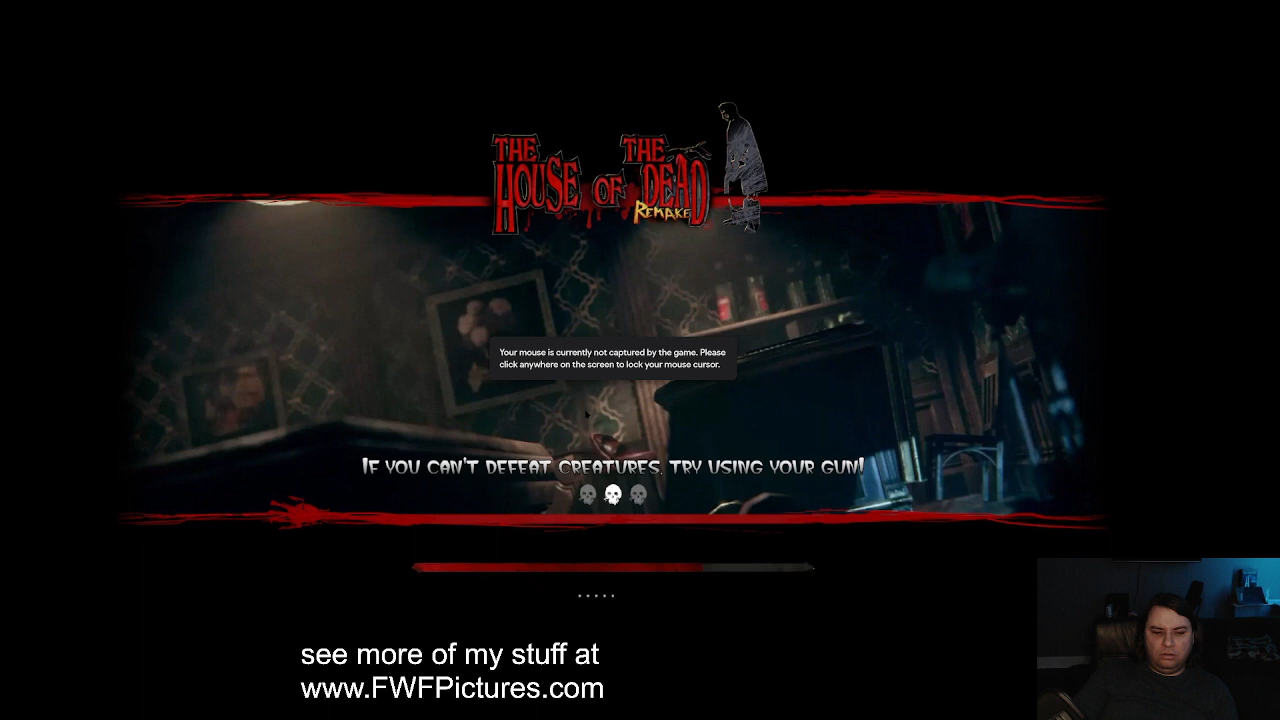 THE HOUSE OF THE DEAD
REMAKE
Your mouse is currently not captured by the game. Please
click anywhere on the screen to lock your mouse cursor.
IF YOU CAN'T DEFEAT CREATURES, TRY USING YOUR GUN!
see more of my stuff at
www.FWFPictures.com